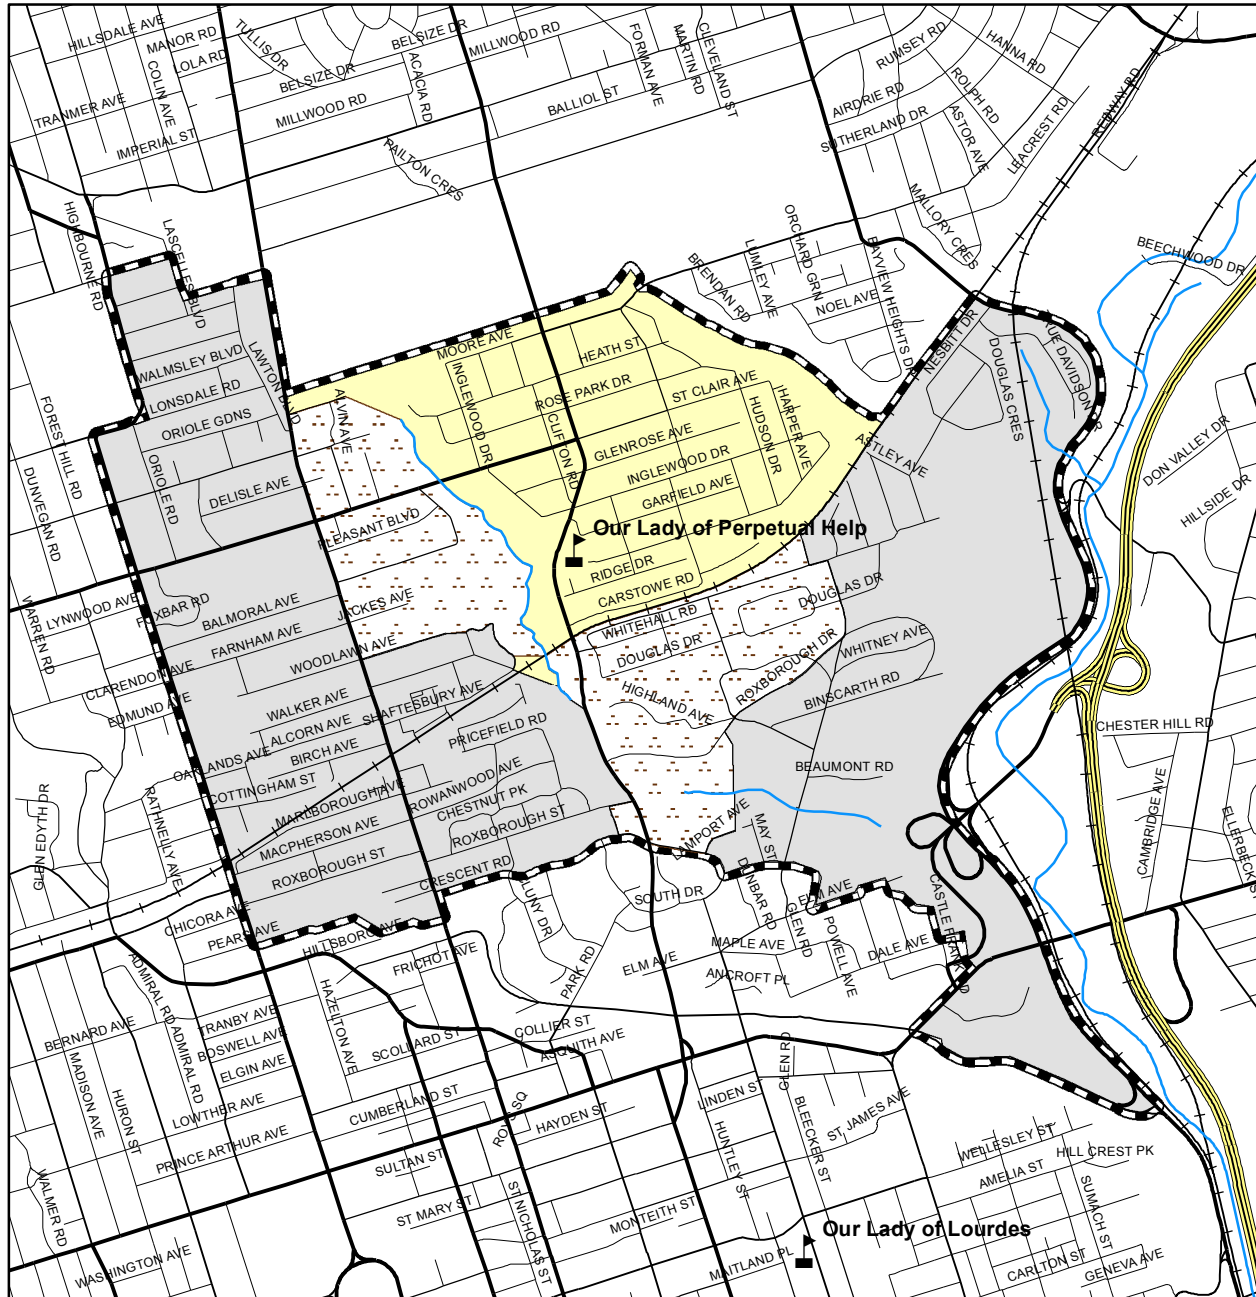 HILLSDALE AVE
MANOR RD
LOLA RD
COLIN AVE
TRANMER AVE
IMPERIAL ST
TULLIS DR
BELSIZE DR
BELSIZE DR
MILLWOOD RD
MILLWOOD RD
ACACIA RD
BALLIOL ST
PAILTON CRES
FORMAN AVE
MARTIN RD
CLEVELAND ST
RUMSEY RD
HANNA RD
AIRDRIE RD
ROLPH RD
SUTHERLAND DR
ASTOR AVE
LEACREST RD
REDWAY RD
MALLORY CRES
BEECHWOOD DR
HIGHBOURNE RD
LASCELLES BLVD
ORCHARD GRN
LUMLEY AVE
BRENDAN RD
NOEL AVE
BAYVIEW HEIGHTS DR
NESBITT DR
DOUGLAS CRES
TRUE DAVIDSON DR
MOORE AVE
HEATH ST
INGLEWOOD DR
ROSE PARK DR
ST CLAIR AVE
HARPER AVE
HUDSON DR
CLIFTON RD
GLENROSE AVE
INGLEWOOD DR
GARFIELD AVE
ASTLEY AVE
WALMSLEY BLVD
LAWTON BLVD
LONSDALE RD
ORIOLE GDNS
ALVIN AVE
FOREST HILL RD
DUNVEGAN RD
ORIOLE RD
DELISLE AVE
PLEASANT BLVD
DON VALLEY DR
HILLSIDE DR
Our Lady of Perpetual Help
RIDGE DR
CARSTOWE RD
WHITEHALL RD
DOUGLAS DR
DOUGLAS DR
LYNWOOD AVE
FOXBAR RD
BALMORAL AVE
JACKES AVE
WARREN RD
FARNHAM AVE
WOODLAWN AVE
CLARENDON AVE
EDMUND AVE
WALKER AVE
SHAFTESBURY AVE
ALCORN AVE
PRICEFIELD RD
OAKLANDS AVE
BIRCH AVE
COTTINGHAM ST
MARLBOROUGH AVE
ROWANWOOD AVE
CHESTNUT PK
MACPHERSON AVE
ROXBOROUGH ST
ROXBOROUGH ST
CRESCENT RD
WHITNEY AVE
ROXBOROUGH DR
BINSCARTH RD
HIGHLAND AVE
BEAUMONT RD
CHESTER HILL RD
CAMBRIDGE AVE
ELLERBECK ST
GLEN EDYTH DR
RATHNELLY AVE
LAMPORT AVE
MAY ST
DUNBAR RD
ELM AVE
GLEN RD
POWELL AVE
DALE AVE
CASTLE FRANK RD
CHICORA AVE
PEARS AVE
HILLSBORO AVE
FRICHOT AVE
CLUNY DR
SOUTH DR
PARK RD
ELM AVE
MAPLE AVE
ANCROFT PL
ADMIRAL RD
ADMIRAL RD
HAZELTON AVE
BERNARD AVE
TRANBY AVE
BOSWELL AVE
ELGIN AVE
LOWTHER AVE
PRINCE ARTHUR AVE
MADISON AVE
HURON ST
SCOLLARD ST
COLLIER ST
ASQUITH AVE
CUMBERLAND ST
ROYS SQ
HAYDEN ST
GLEN RD
LINDEN ST
BLEECKER ST
HUNTLEY ST
ST JAMES AVE
WELLESLEY ST
AMELIA ST
HILL CREST PK
SUMACH ST
WALMER RD
WASHINGTON AVE
SULTAN ST
ST MARY ST
ST NICHOLAS ST
MONTEITH ST
MAITLAND PL
Our Lady of Lourdes
CARLTON ST
GENEVA AVE